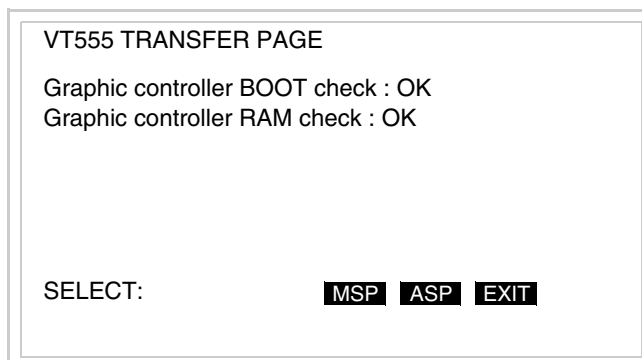 VT555 TRANSFER PAGE
Graphic controller BOOT check : OK
Graphic controller RAM check : OK
SELECT: MSP ASP EXIT